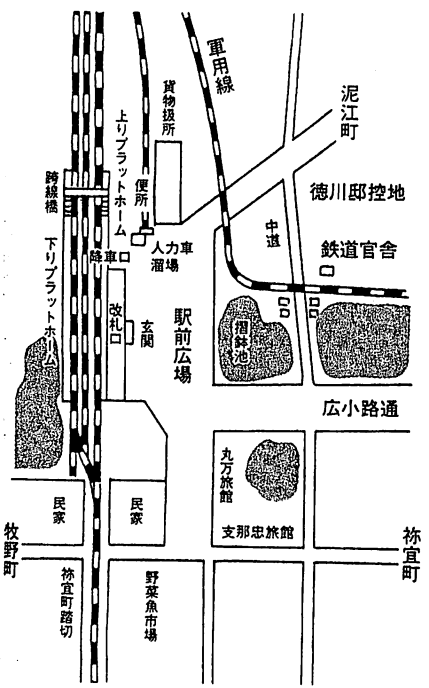 軍用線
泥江町
貨物扱所
上りプラットホーム
便所
跨線橋
徳川邸控地
中道
鉄道官舎
人力車溜場
降車口
下りプラットホーム
改札口
玄関
駅前広場
摺鉢池
広小路通
丸万旅館
支那忠旅館
民家
民家
牧野町
祢宜町
祢宜町踏切
野菜魚市場